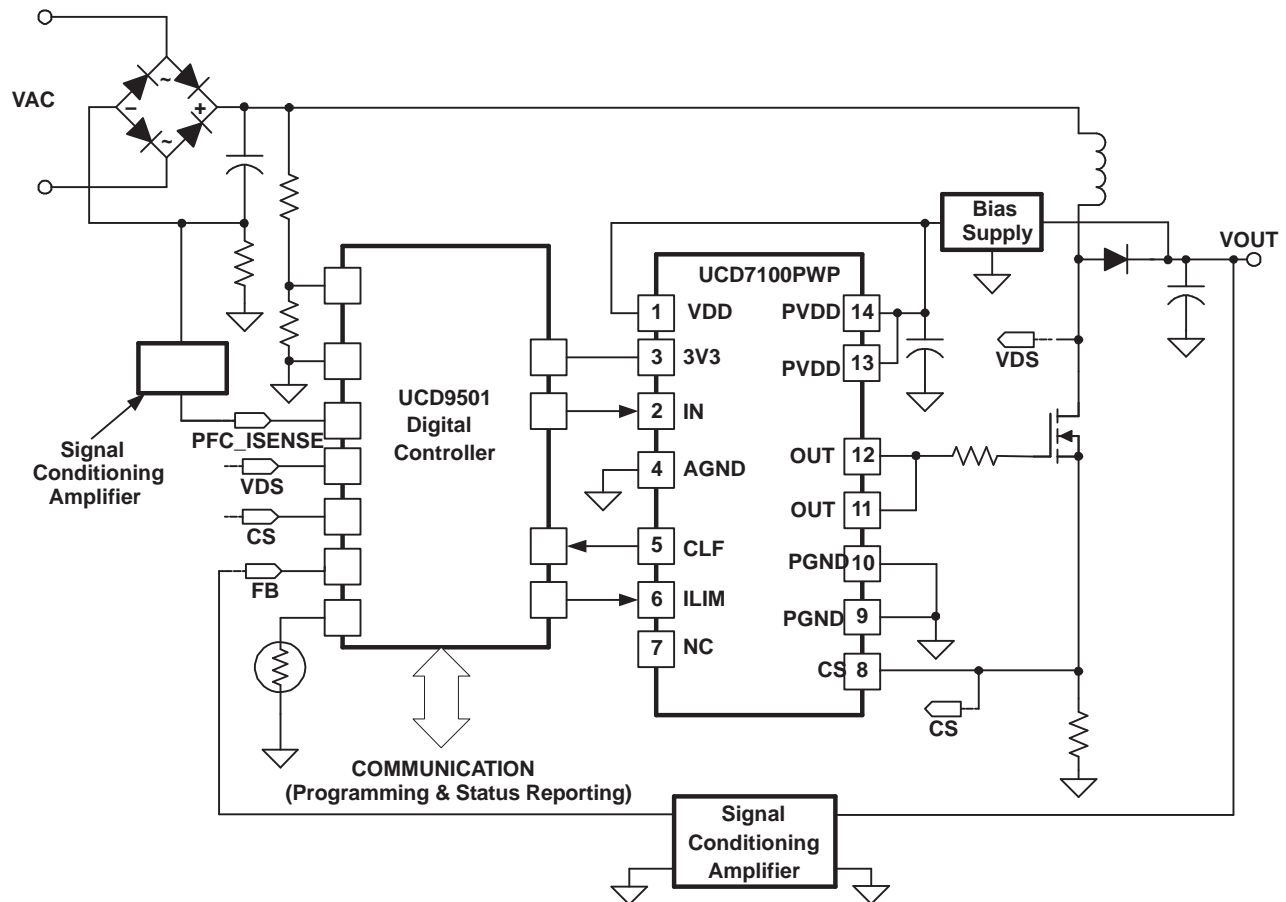 VAC
~
−
+
~
Bias
Supply
VOUT
UCD7100PWP
1 VDD
PVDD 14
3 3V3
PVDD 13
VDS
UCD9501
Digital
Controller
2 IN
PFC_ISENSE
Signal
Conditioning
Amplifier
VDS
4 AGND
OUT 12
CS
OUT 11
5 CLF
PGND 10
FB
6 ILIM
PGND 9
7 NC
CS 8
CS
COMMUNICATION
(Programming & Status Reporting)
Signal
Conditioning
Amplifier